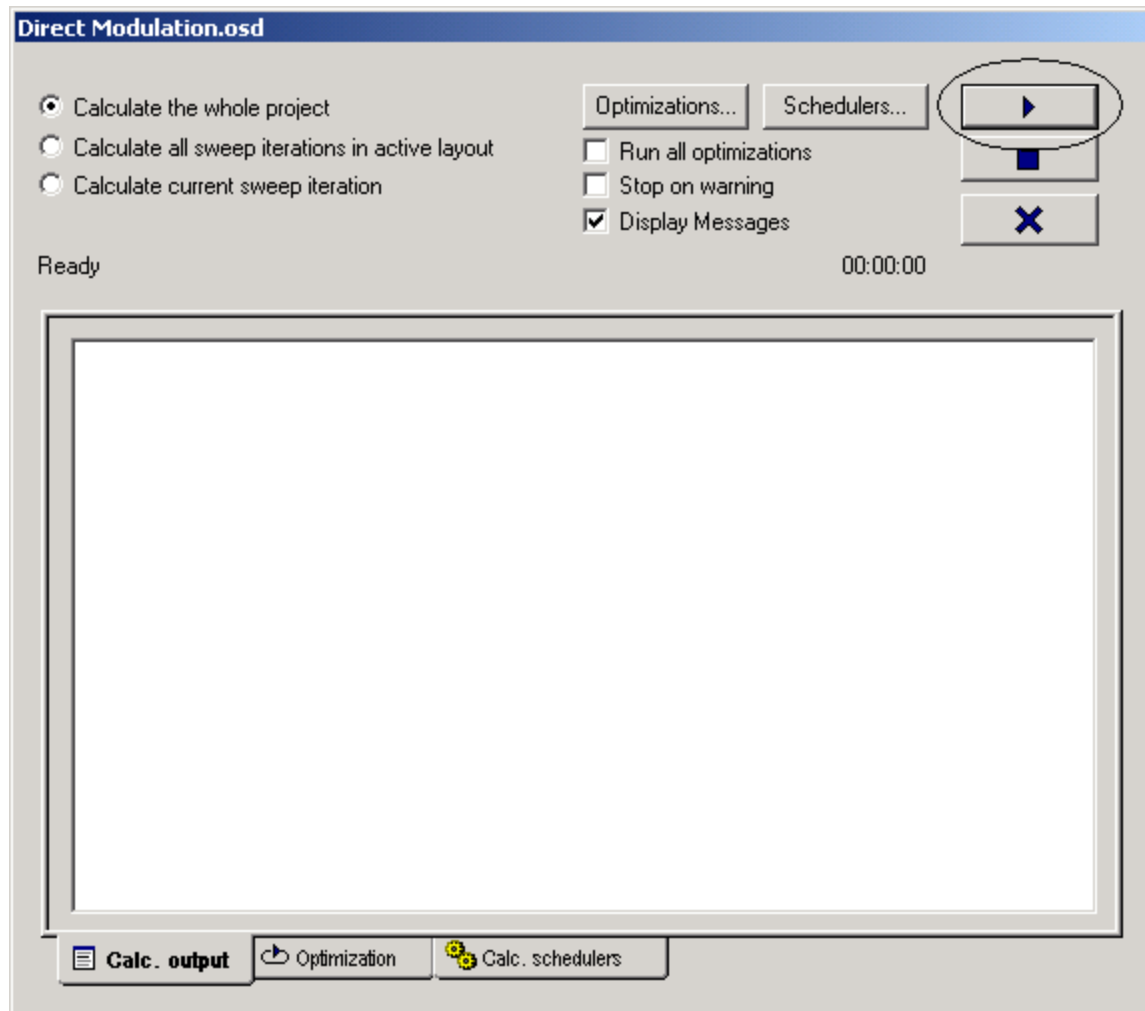 Direct Modulation.osd
Calculate the whole project
Calculate all sweep iterations in active layout
Calculate current sweep iteration
Optimizations...
Schedulers...
Run all optimizations
Stop on warning
Display Messages
Ready
00:00:00
Calc. output
Optimization
Calc. schedulers